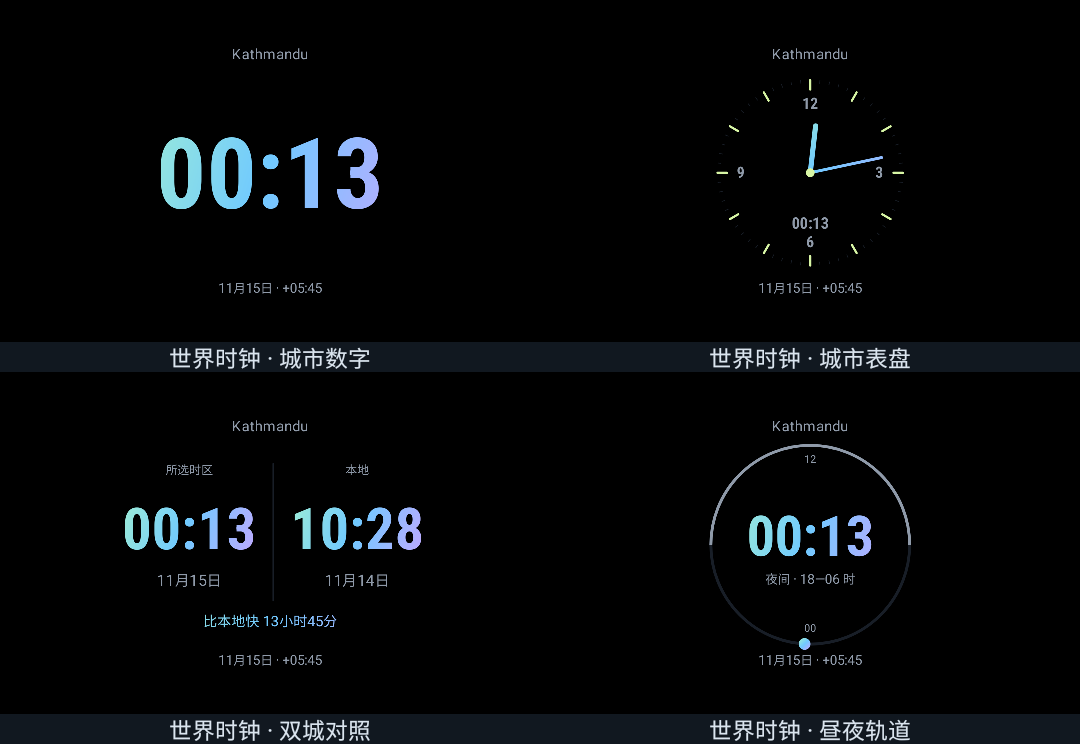 Kathmandu
00:13
11月15日 · +05:45
世界时钟 · 城市数字
Kathmandu
12
9
3
00:13
6
11月15日 · +05:45
世界时钟 · 城市表盘
Kathmandu
所选时区
本地
00:13
10:28
11月15日
11月14日
比本地快 13小时45分
11月15日 · +05:45
世界时钟 · 双城对照
Kathmandu
12
00:13
夜间 · 18—06 时
00
11月15日 · +05:45
世界时钟 · 昼夜轨道